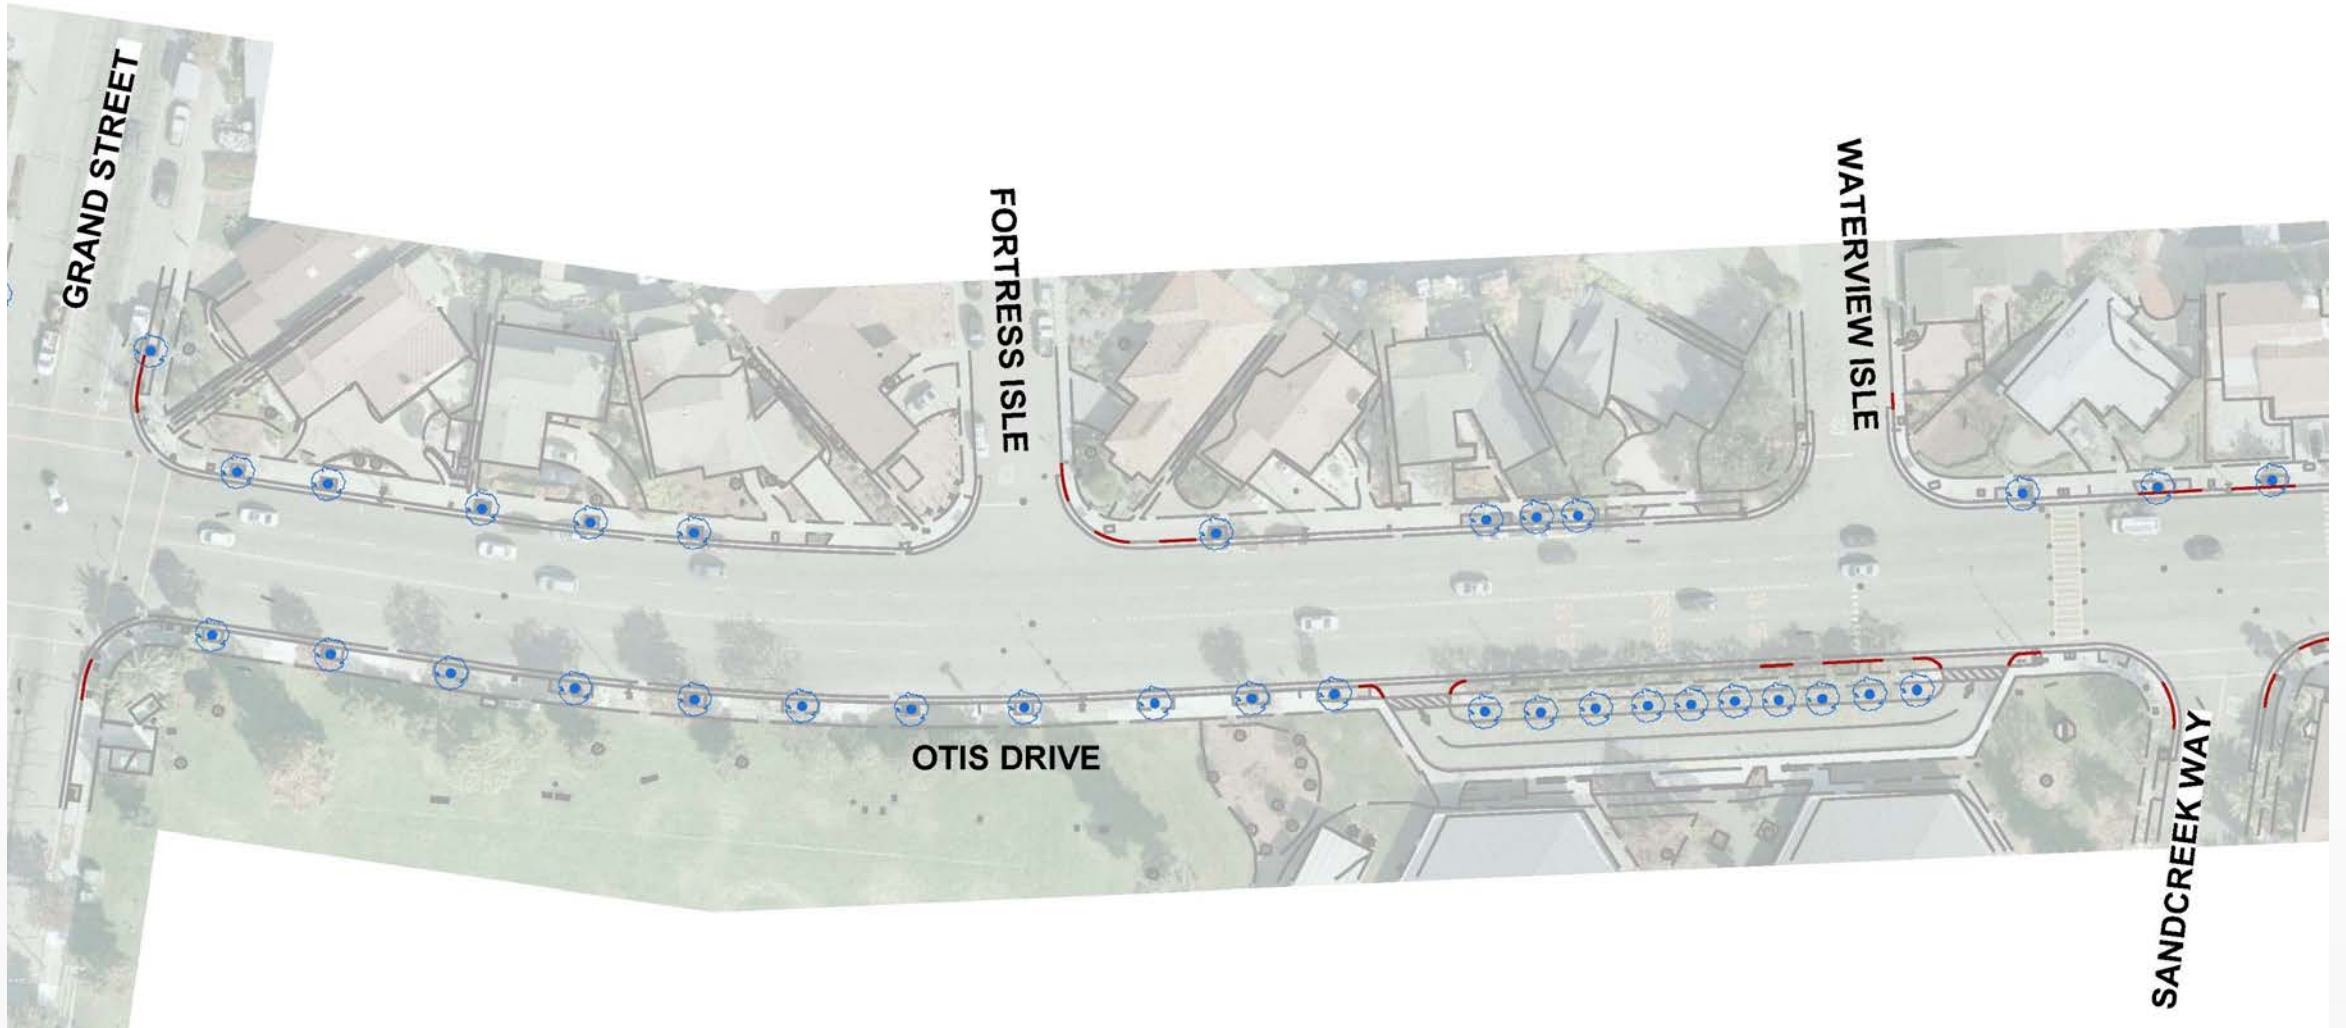 GRAND STREET
FORTRESS ISLE
WATERVIEW ISLE
OTIS DRIVE
SANDCREEK WAY